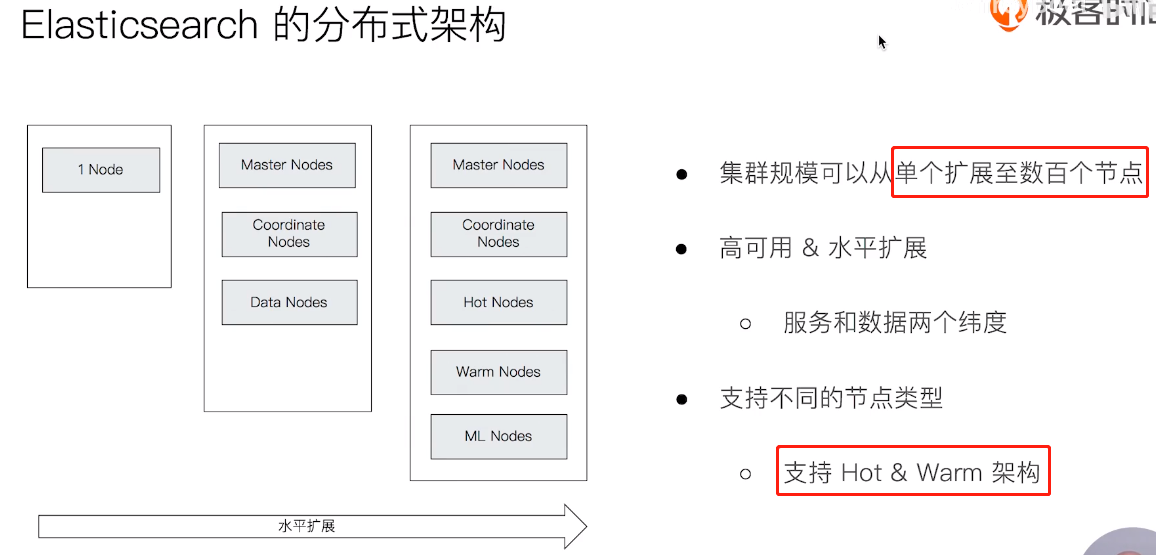 Elasticsearch 的分布式架构
极客时间
1 Node
Master Nodes
Coordinate
Nodes
Data Nodes
Master Nodes
Coordinate
Nodes
Hot Nodes
Warm Nodes
ML Nodes
水平扩展
● 集群规模可以从单个扩展至数百个节点
● 高可用 & 水平扩展
○ 服务和数据两个纬度
● 支持不同的节点类型
○ 支持 Hot & Warm 架构